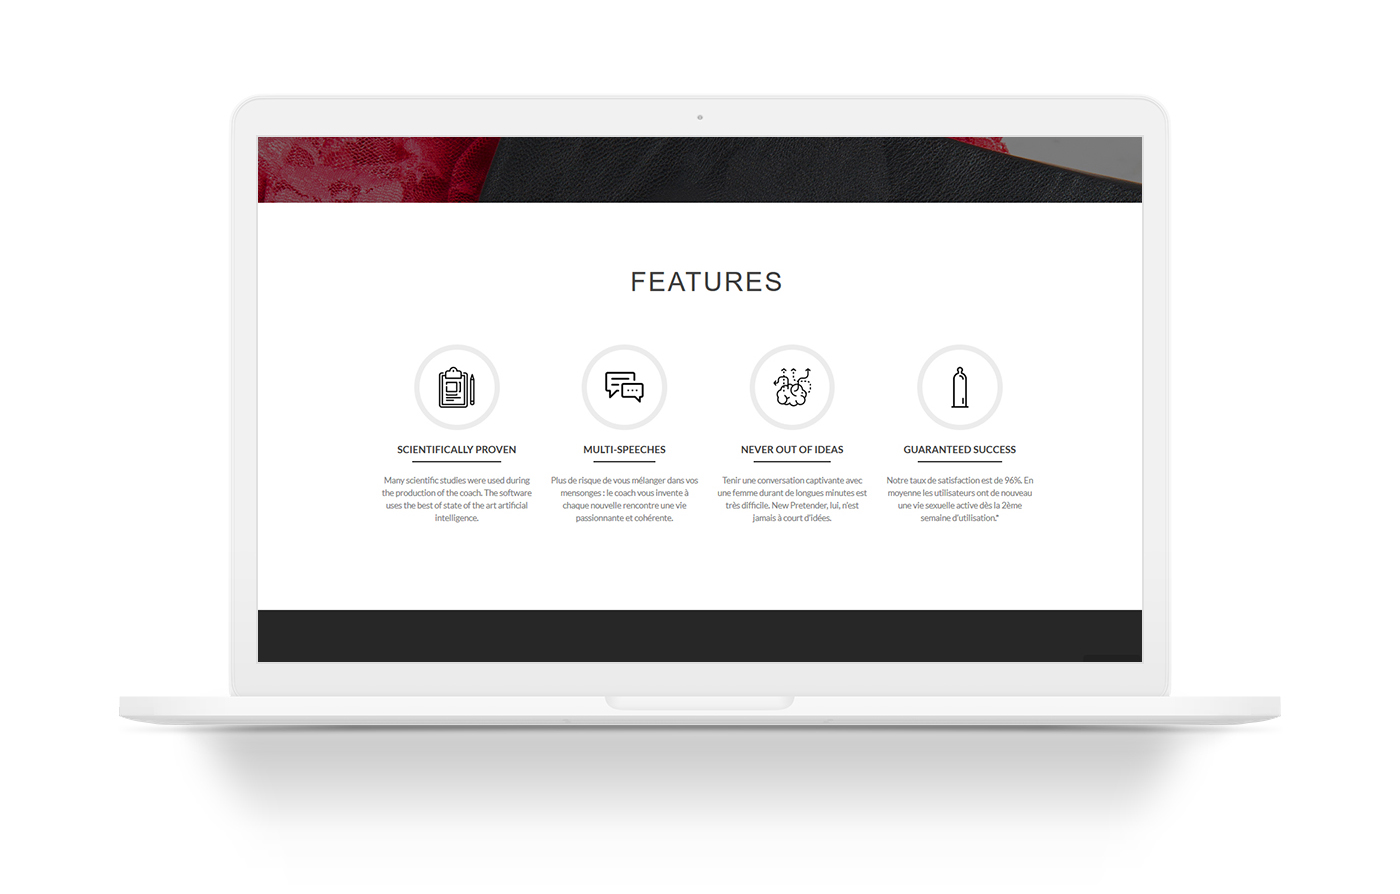 FEATURES
SCIENTIFICALLY PROVEN
Many scientific studies were used during
the production of the coach. The software
uses the best of state of the art artificial
intelligence.
MULTI-SPEECHES
Plus de risque de vous mélanger dans vos
mensonges : le coach vous invente à
chaque nouvelle rencontre une vie
passionnante et cohérente.
NEVER OUT OF IDEAS
Tenir une conversation captivante avec
une femme durant de longues minutes est
très difficile. New Pretender, lui, n'est
jamais à court d'idées.
GUARANTEED SUCCESS
Notre taux de satisfaction est de 96%. En
moyenne les utilisateurs ont de nouveau
une vie sexuelle active dès la 2ème
semaine d'utilisation.*